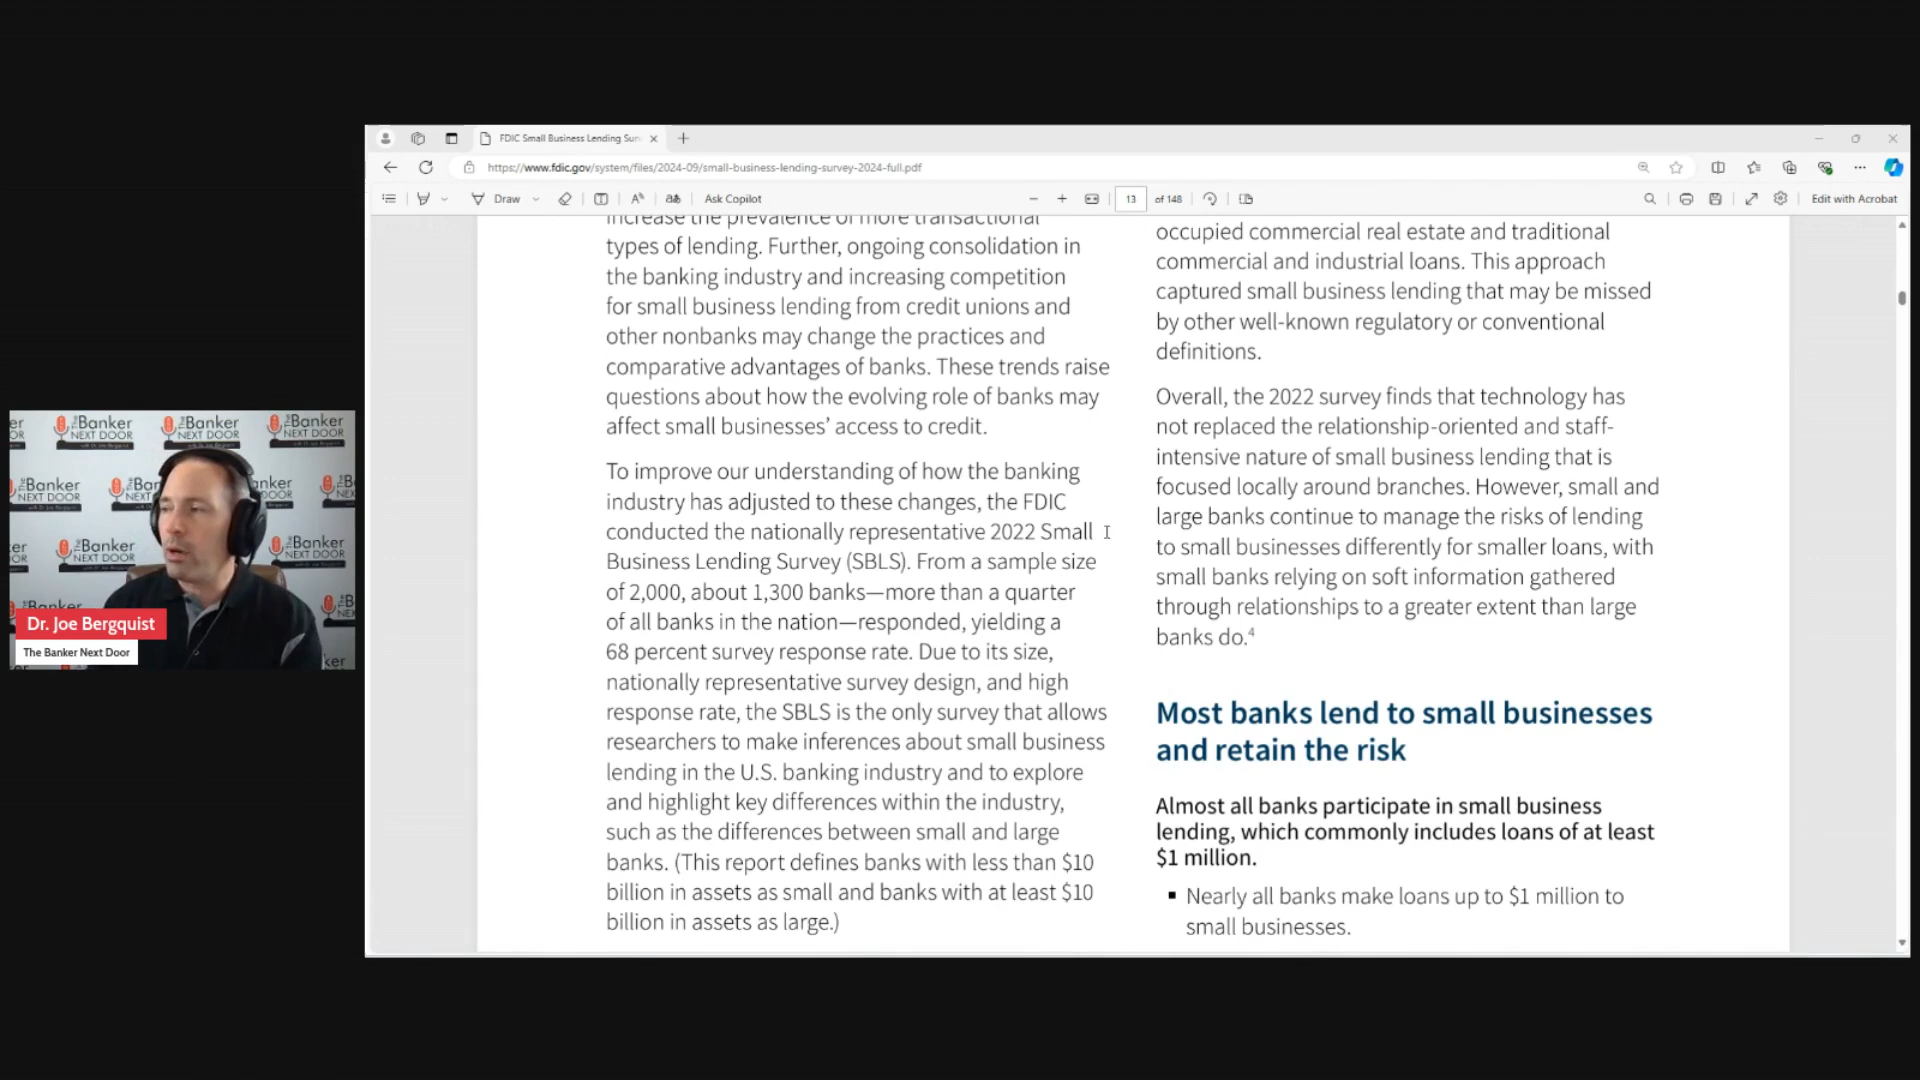 FDIC Small Business Lending Sur
https://www.fdic.gov/system/files/2024-09/small-business-lending-survey-2024-full.pdf
Draw
Ask Copilot
13 of 148
Edit with Acrobat
increase the prevalence of more transactional
types of lending. Further, ongoing consolidation in
the banking industry and increasing competition
for small business lending from credit unions and
other nonbanks may change the practices and
comparative advantages of banks. These trends raise
questions about how the evolving role of banks may
affect small businesses’ access to credit.
To improve our understanding of how the banking
industry has adjusted to these changes, the FDIC
conducted the nationally representative 2022 Small
Business Lending Survey (SBLS). From a sample size
of 2,000, about 1,300 banks—more than a quarter
of all banks in the nation—responded, yielding a
68 percent survey response rate. Due to its size,
nationally representative survey design, and high
response rate, the SBLS is the only survey that allows
researchers to make inferences about small business
lending in the U.S. banking industry and to explore
and highlight key differences within the industry,
such as the differences between small and large
banks. (This report defines banks with less than $10
billion in assets as small and banks with at least $10
billion in assets as large.)
occupied commercial real estate and traditional
commercial and industrial loans. This approach
captured small business lending that may be missed
by other well-known regulatory or conventional
definitions.
Overall, the 2022 survey finds that technology has
not replaced the relationship-oriented and staff-
intensive nature of small business lending that is
focused locally around branches. However, small and
large banks continue to manage the risks of lending
to small businesses differently for smaller loans, with
small banks relying on soft information gathered
through relationships to a greater extent than large
banks do.4
Most banks lend to small businesses
and retain the risk
Almost all banks participate in small business
lending, which commonly includes loans of at least
$1 million.
▪ Nearly all banks make loans up to $1 million to
small businesses.
The Banker
NEXT DOOR
Dr. Joe Bergquist
The Banker Next Door